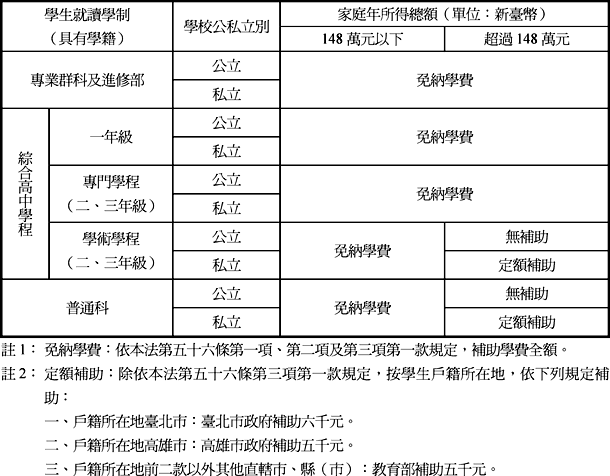 學生就讀學制
（具有學籍）
學校公私立別
家庭年所得總額（單位：新臺幣）
148 萬元以下
超過 148 萬元
專業群科及進修部
公立
私立
免納學費
綜合高中學程
一年級
公立
私立
免納學費
專門學程
（二、三年級）
公立
私立
免納學費
學術學程
（二、三年級）
公立
私立
免納學費
無補助
定額補助
普通科
公立
私立
免納學費
無補助
定額補助
註 1： 免納學費：依本法第五十六條第一項、第二項及第三項第一款規定，補助學費全額。
註 2： 定額補助：除依本法第五十六條第三項第一款規定，按學生戶籍所在地，依下列規定補
助：
一、戶籍所在地臺北市：臺北市政府補助六千元。
二、戶籍所在地高雄市：高雄市政府補助五千元。
三、戶籍所在地前二款以外其他直轄市、縣（市）：教育部補助五千元。